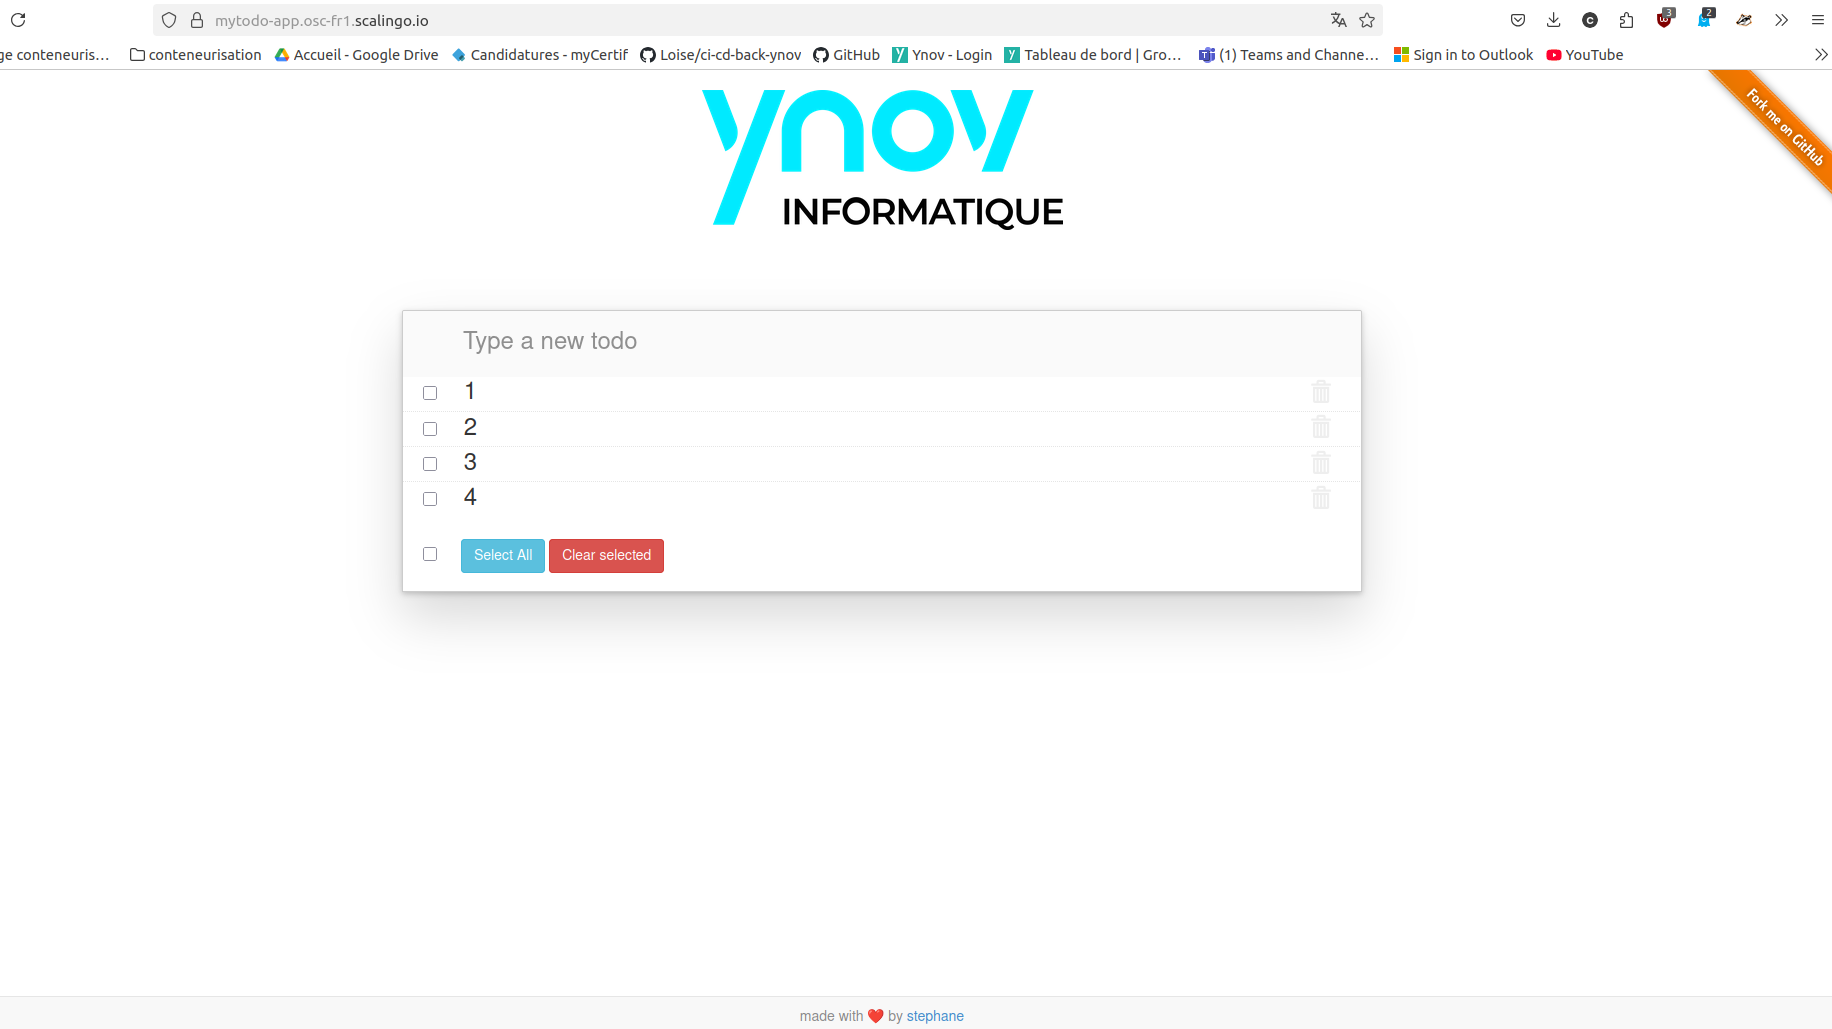 mytodo-app.osc-fr1.scalingo.io
3
2
ge conteneuris… conteneurisation Accueil - Google Drive Candidatures - myCertif Loise/ci-cd-back-ynov GitHub Ynov - Login Tableau de bord | Gro… (1) Teams and Channe… Sign in to Outlook YouTube
Fork me on GitHub
ynov
INFORMATIQUE
Type a new todo
1
2
3
4
Select All Clear selected
made with ❤️ by stephane